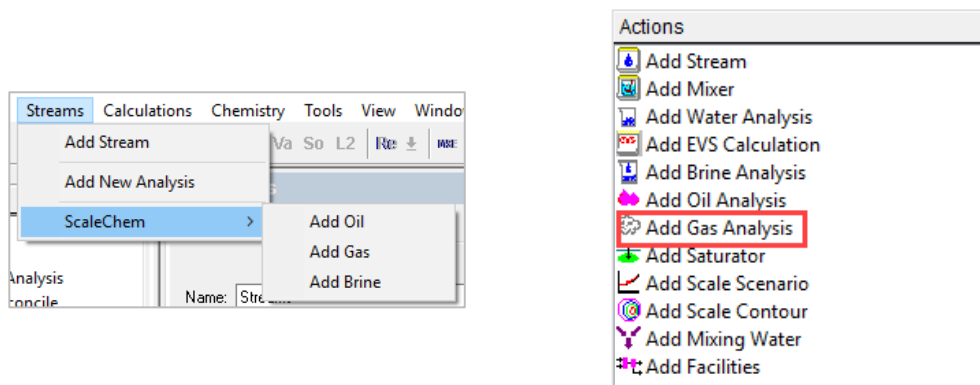 Streams Calculations Chemistry Tools View Windo
Add Stream
Va So L2 Re
Add New Analysis
ScaleChem >
Add Oil
Add Gas
Add Brine
Analysis
Name:
Actions
Add Stream
Add Mixer
Add Water Analysis
Add EVS Calculation
Add Brine Analysis
Add Oil Analysis
Add Gas Analysis
Add Saturator
Add Scale Scenario
Add Scale Contour
Add Mixing Water
Add Facilities